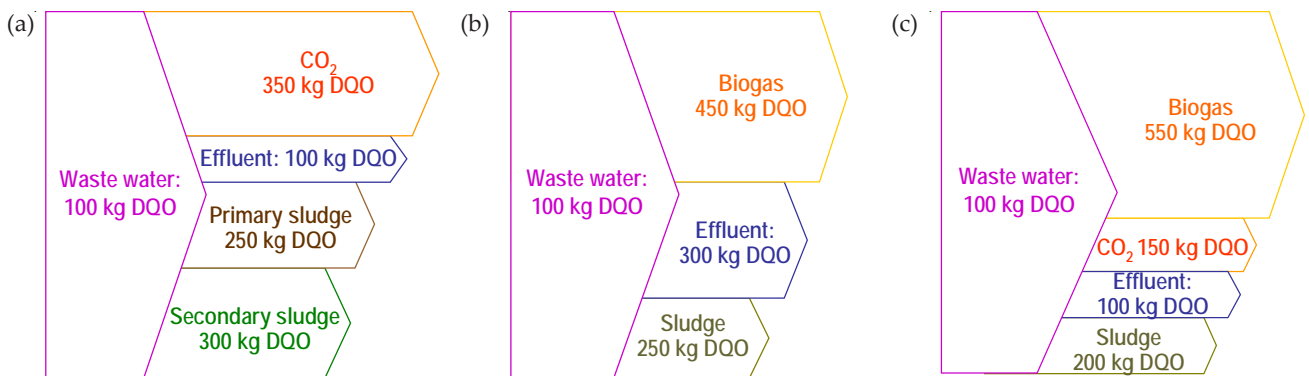 (a)
CO2
350 kg DQO
Effluent: 100 kg DQO
Waste water:
100 kg DQO
Primary sludge
250 kg DQO
Secondary sludge
300 kg DQO
(b)
Biogas
450 kg DQO
Waste water:
100 kg DQO
Effluent:
300 kg DQO
Sludge
250 kg DQO
(c)
Biogas
550 kg DQO
Waste water:
100 kg DQO
CO2 150 kg DQO
Effluent:
100 kg DQO
Sludge
200 kg DQO